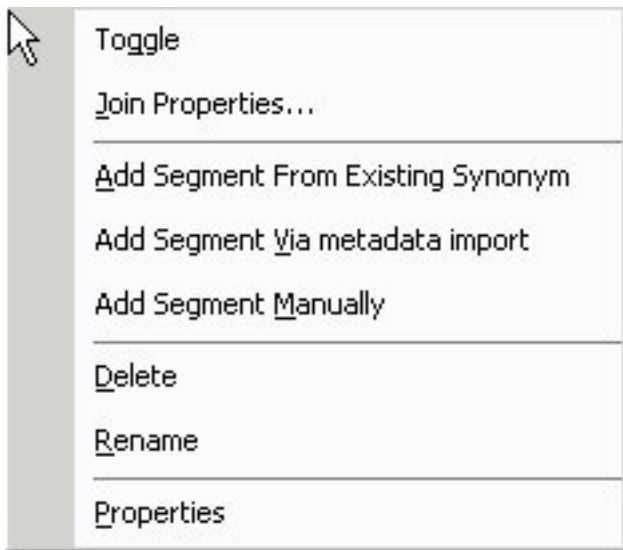 Toggle
Join Properties...
Add Segment From Existing Synonym
Add Segment Via metadata import
Add Segment Manually
Delete
Rename
Properties